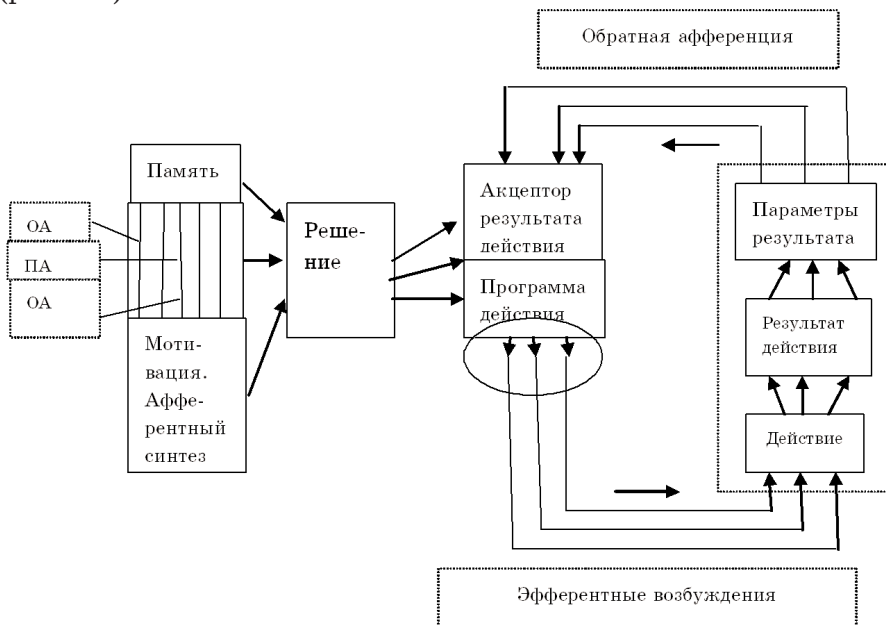 Обратная афференция
Память
ОА
ПА
ОА
Моти-
вация.
Аффе-
рентный
синтез
Реше-
ние
Акцептор
результата
действия
Программа
действия
Параметры
результата
Результат
действия
Действие
Эфферентные возбуждения